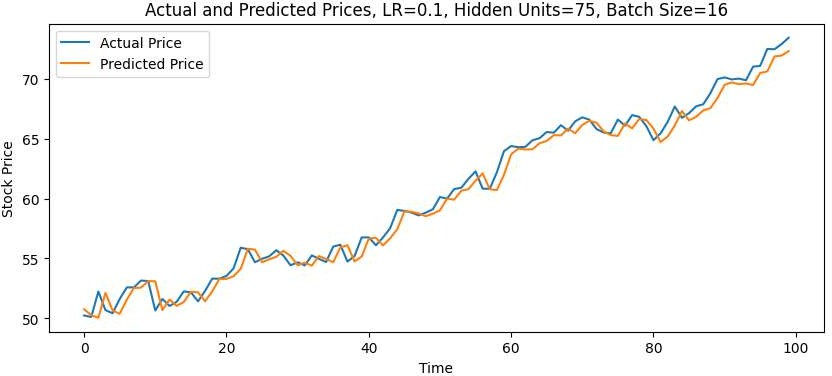 Actual and Predicted Prices, LR=0.1, Hidden Units=75, Batch Size=16
Actual Price
Predicted Price
Stock Price
70
65
60
55
50
0 20 40 60 80 100
Time